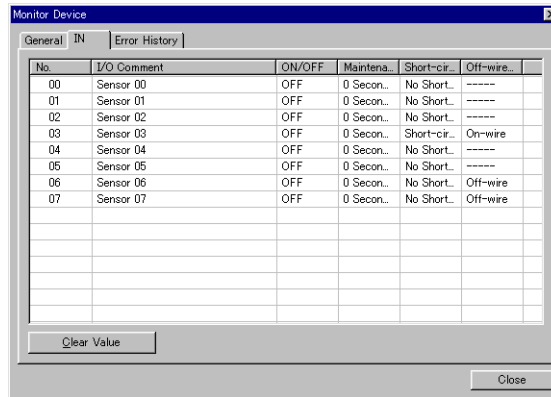 Monitor Device
General IN Error History
No. I/O Comment ON/OFF Maintena... Short-cir... Off-wire...
00 Sensor 00 OFF 0 Secon... No Short... -----
01 Sensor 01 OFF 0 Secon... No Short... -----
02 Sensor 02 OFF 0 Secon... No Short... -----
03 Sensor 03 OFF 0 Secon... Short-cir... On-wire
04 Sensor 04 OFF 0 Secon... No Short... -----
05 Sensor 05 OFF 0 Secon... No Short... -----
06 Sensor 06 OFF 0 Secon... No Short... Off-wire
07 Sensor 07 OFF 0 Secon... No Short... Off-wire
Clear Value
Close